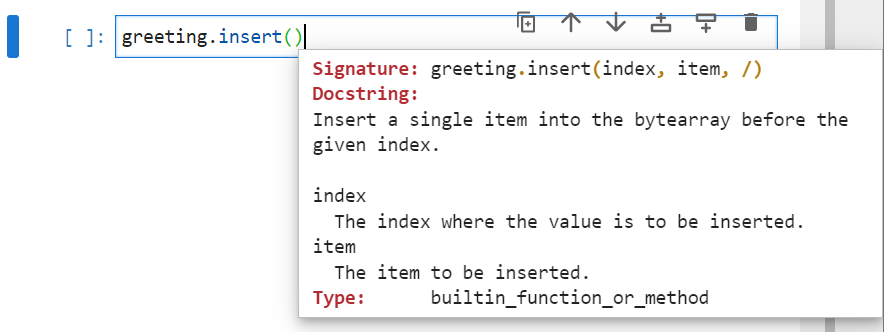 [ ]: greeting.insert()
Signature: greeting.insert(index, item, /)
Docstring:
Insert a single item into the bytearray before the
given index.
index
  The index where the value is to be inserted.
item
  The item to be inserted.
Type:      builtin_function_or_method